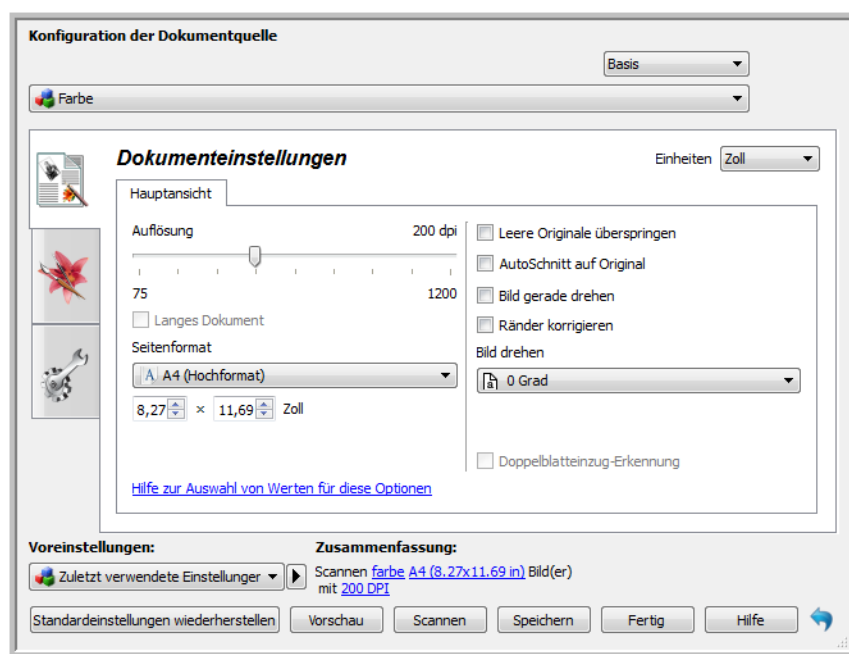 Konfiguration der Dokumentquelle
Basis
Farbe
Dokumenteinstellungen
Einheiten Zoll
Hauptansicht
Auflösung 200 dpi
75 1200
Langes Dokument
Seitenformat
A4 (Hochformat)
8,27 × 11,69 Zoll
Hilfe zur Auswahl von Werten für diese Optionen
Leere Originale überspringen
AutoSchnitt auf Original
Bild gerade drehen
Ränder korrigieren
Bild drehen
0 Grad
Doppelblatteinzug-Erkennung
Voreinstellungen:
Zuletzt verwendete Einstellunger
Zusammenfassung:
Scannen farbe A4 (8.27x11.69 in) Bild(er)
mit 200 DPI
Standardeinstellungen wiederherstellen Vorschau Scannen Speichern Fertig Hilfe